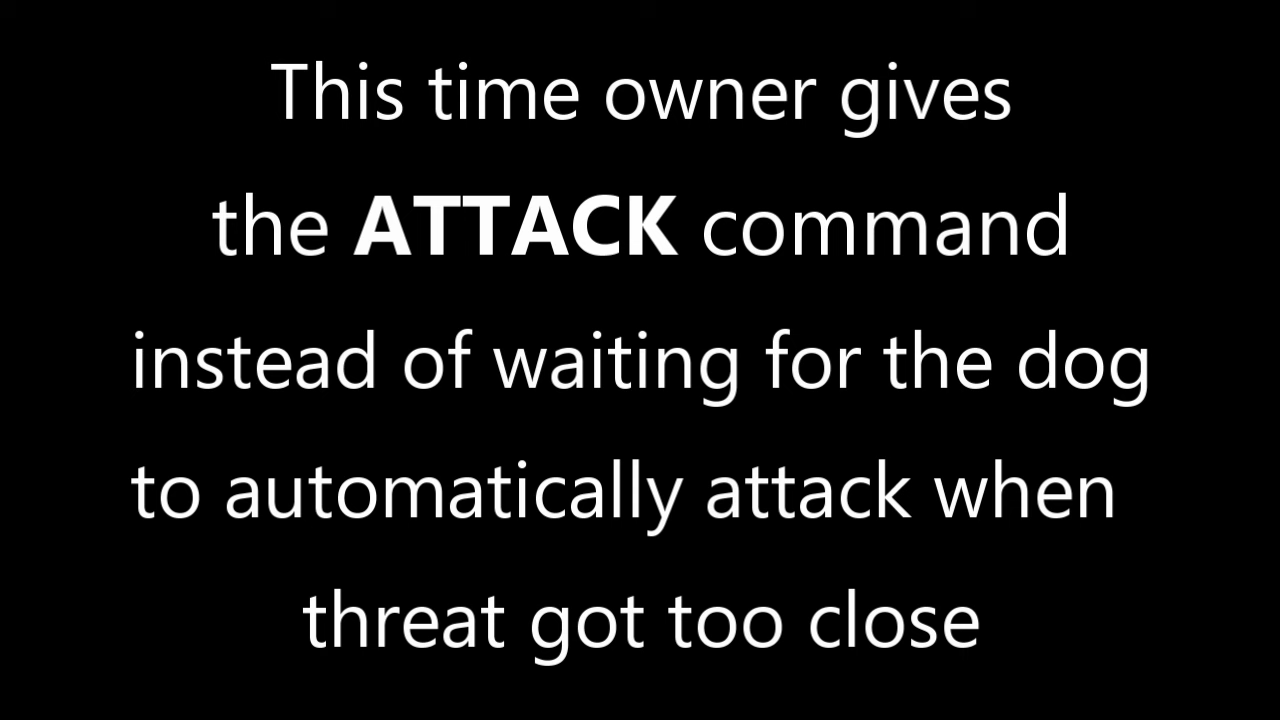 This time owner gives
the ATTACK command
instead of waiting for the dog
to automatically attack when
threat got too close